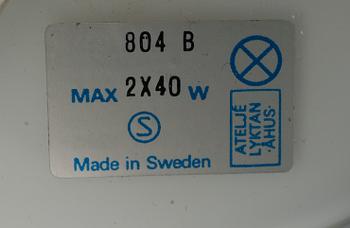 804 B
MAX 2X40 W
S
Made in Sweden
ATELJÉ
LYKTAN
·ÅHUS·